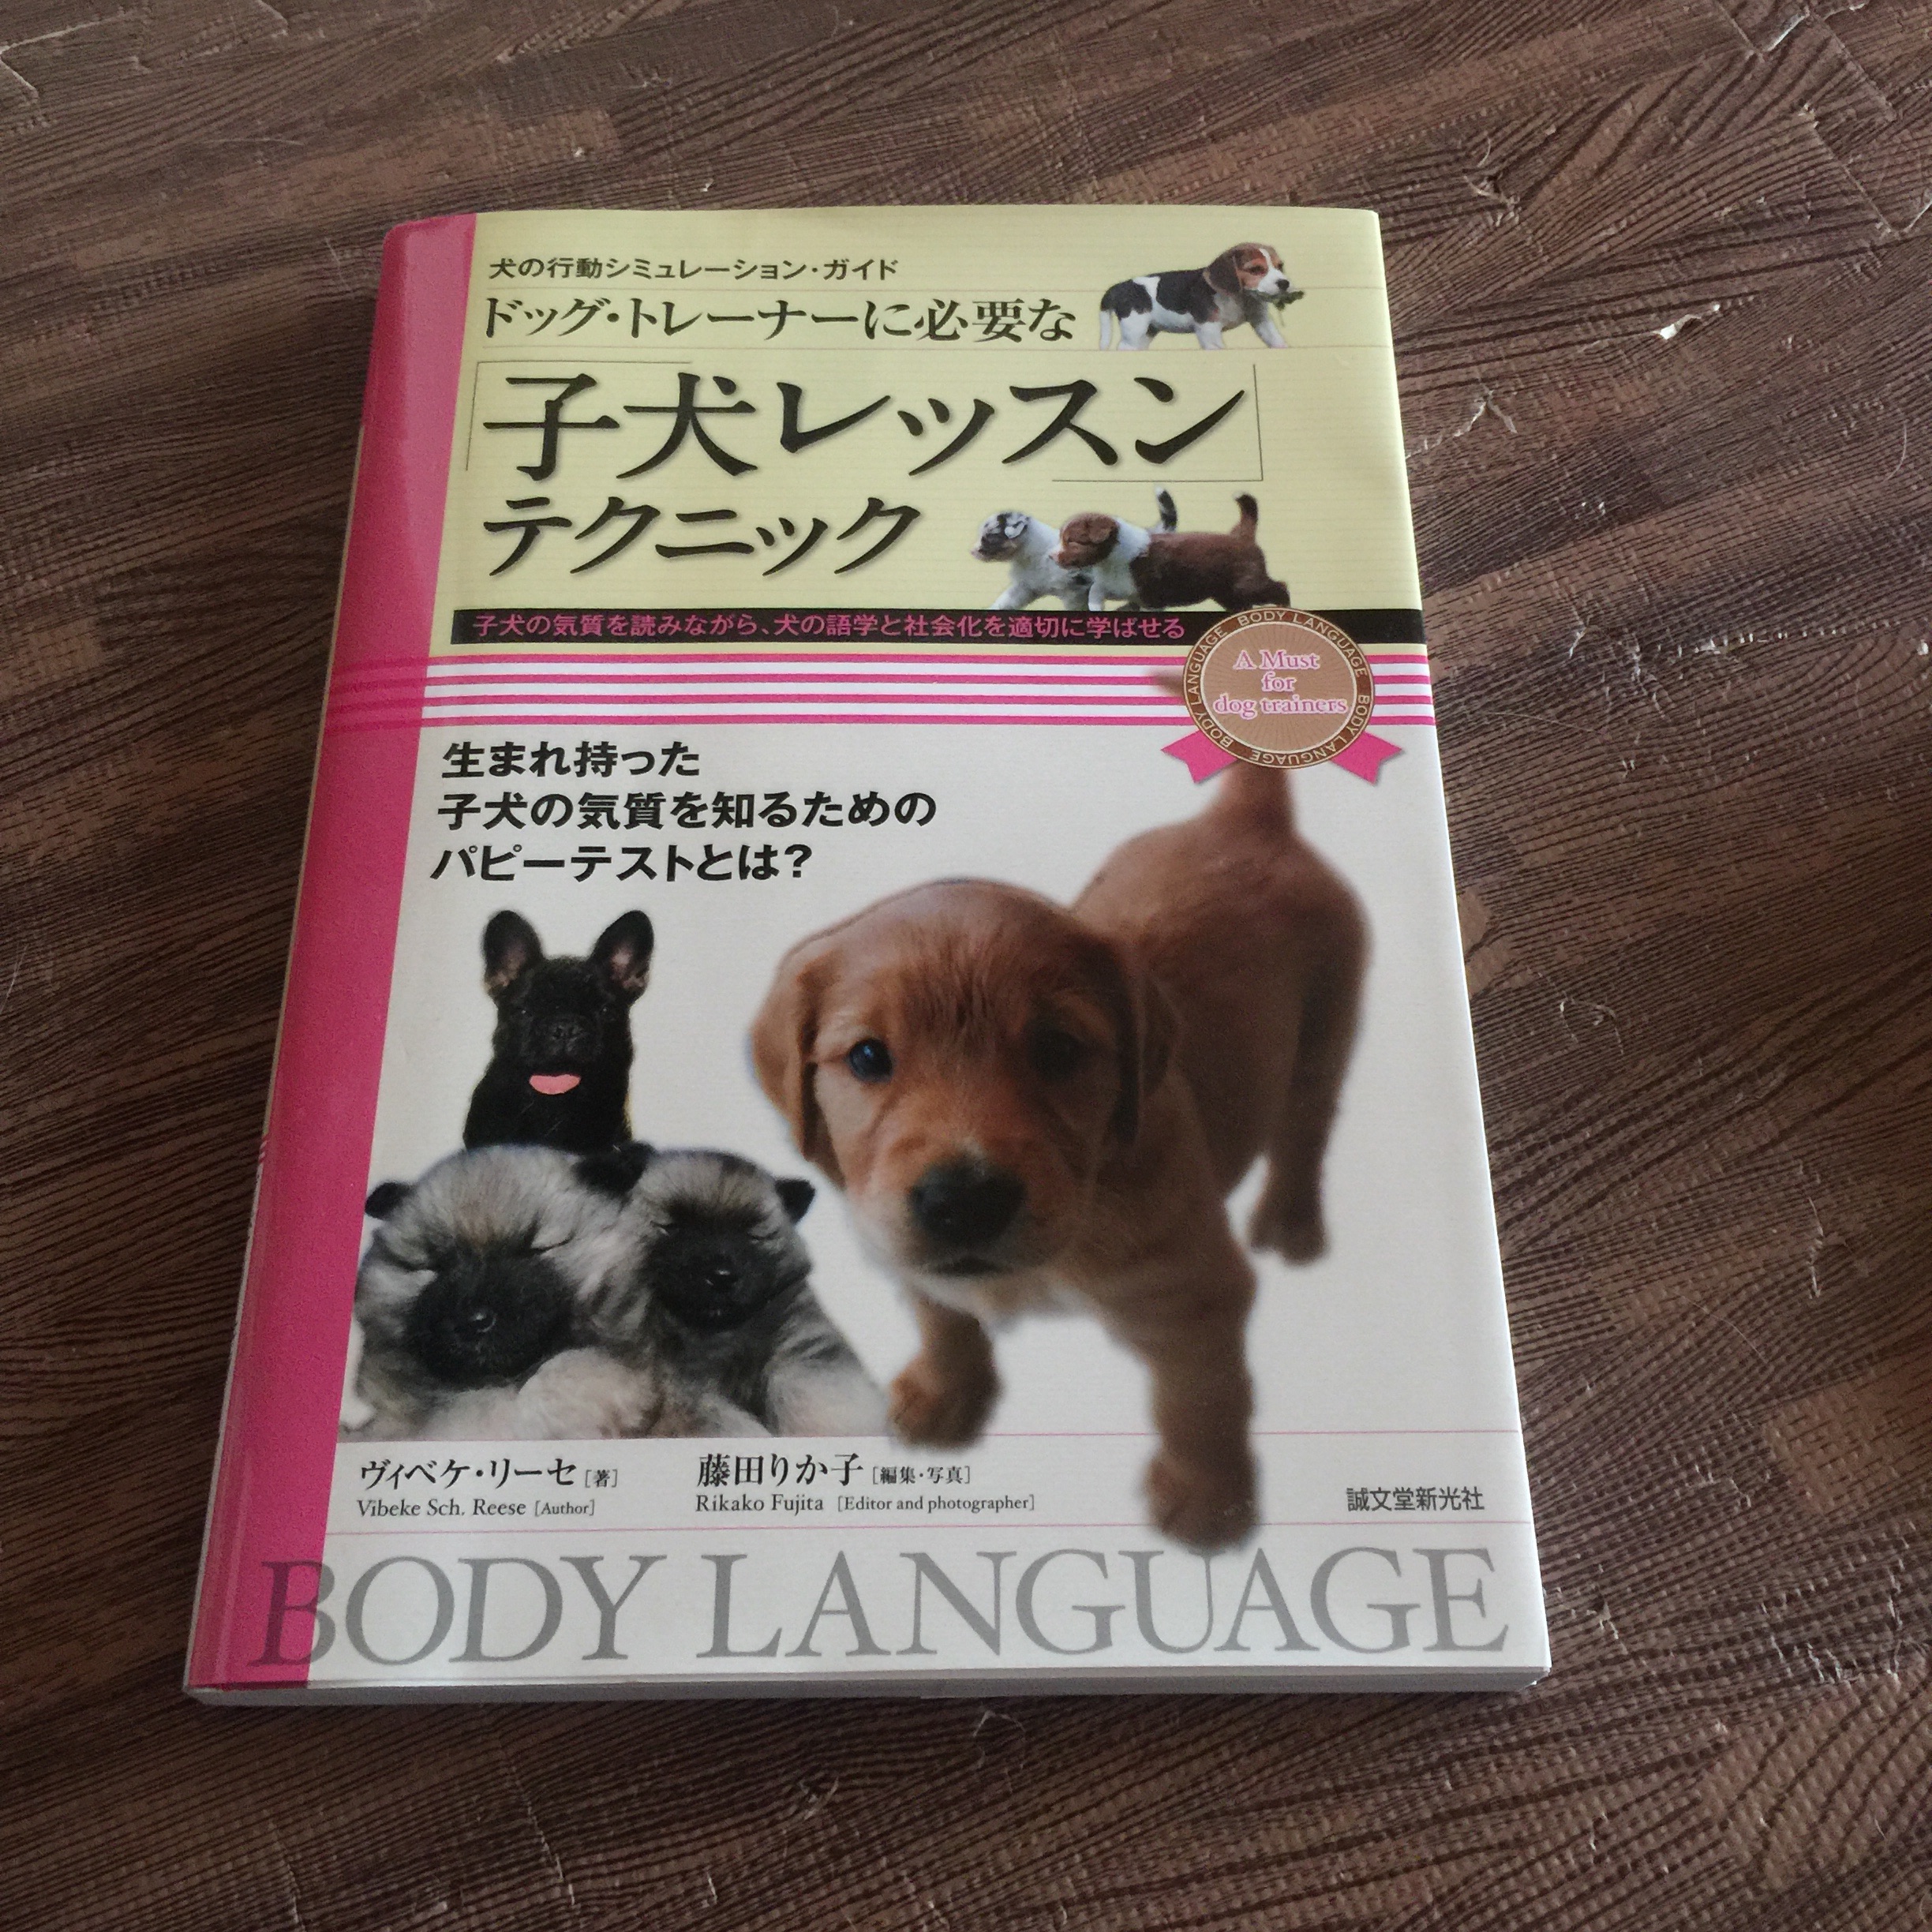 犬の行動シミュレーション・ガイド
ドッグ・トレーナーに必要な
「子犬レッスン」
テクニック
子犬の気質を読みながら、犬の語学と社会化を適切に学ばせる
BODY LANGUAGE BODY LANGUAGE BODY LANGUAGE
A Must
for
dog trainers
生まれ持った
子犬の気質を知るための
パピーテストとは？
ヴィベケ・リーセ［著］
Vibeke Sch. Reese [Author]
藤田りか子［編集・写真］
Rikako Fujita [Editor and photographer]
誠文堂新光社
BODY LANGUAGE